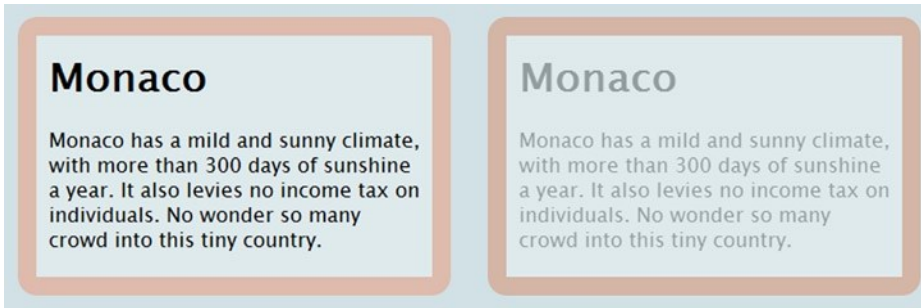 Monaco
Monaco has a mild and sunny climate,
with more than 300 days of sunshine
a year. It also levies no income tax on
individuals. No wonder so many
crowd into this tiny country.
Monaco
Monaco has a mild and sunny climate,
with more than 300 days of sunshine
a year. It also levies no income tax on
individuals. No wonder so many
crowd into this tiny country.